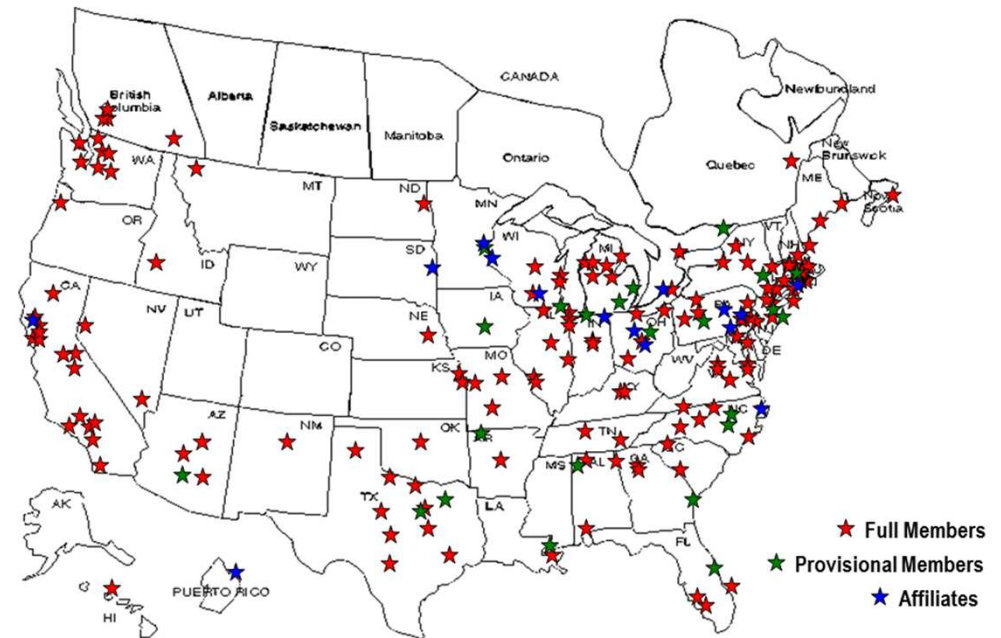 CANADA
British
Columbia
Alberta
Saskatchewan
Manitoba
Ontario
Quebec
Newfoundland
New
Brunswick
Nova
Scotia
WA
MT
ND
MN
ME
OR
ID
SD
WI
MI
VT
NH
NY
WY
CA
NV
UT
NE
IA
CO
KS
MO
IN
OH
PA
WV
DE
KY
AZ
NM
OK
AR
TN
NC
SC
MS
AL
GA
TX
LA
FL
AK
HI
PUERTO RICO
Full Members
Provisional Members
Affiliates